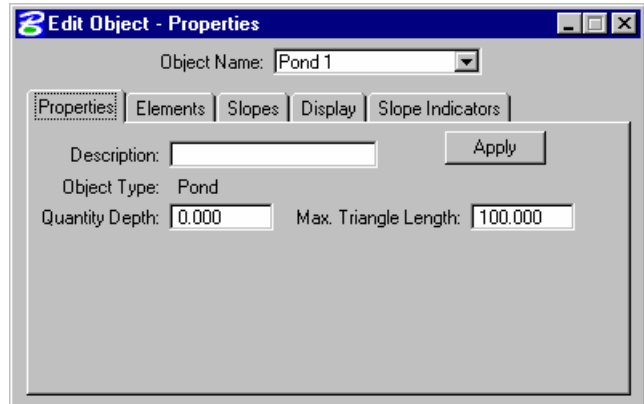 Edit Object - Properties
Object Name: Pond 1
Properties Elements Slopes Display Slope Indicators
Description: Apply
Object Type: Pond
Quantity Depth: 0.000 Max. Triangle Length: 100.000